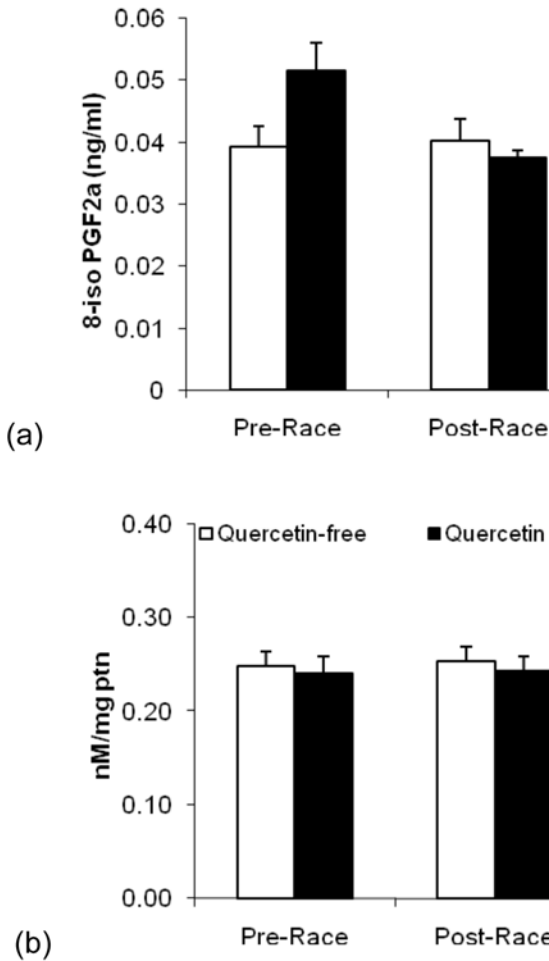 0.06
0.05
0.04
0.03
0.02
0.01
0
8-iso PGF2a (ng/ml)
Pre-Race Post-Race
(a)
0.40
Quercetin-free Quercetin
0.30
0.20
0.10
0.00
nM/mg ptn
Pre-Race Post-Race
(b)